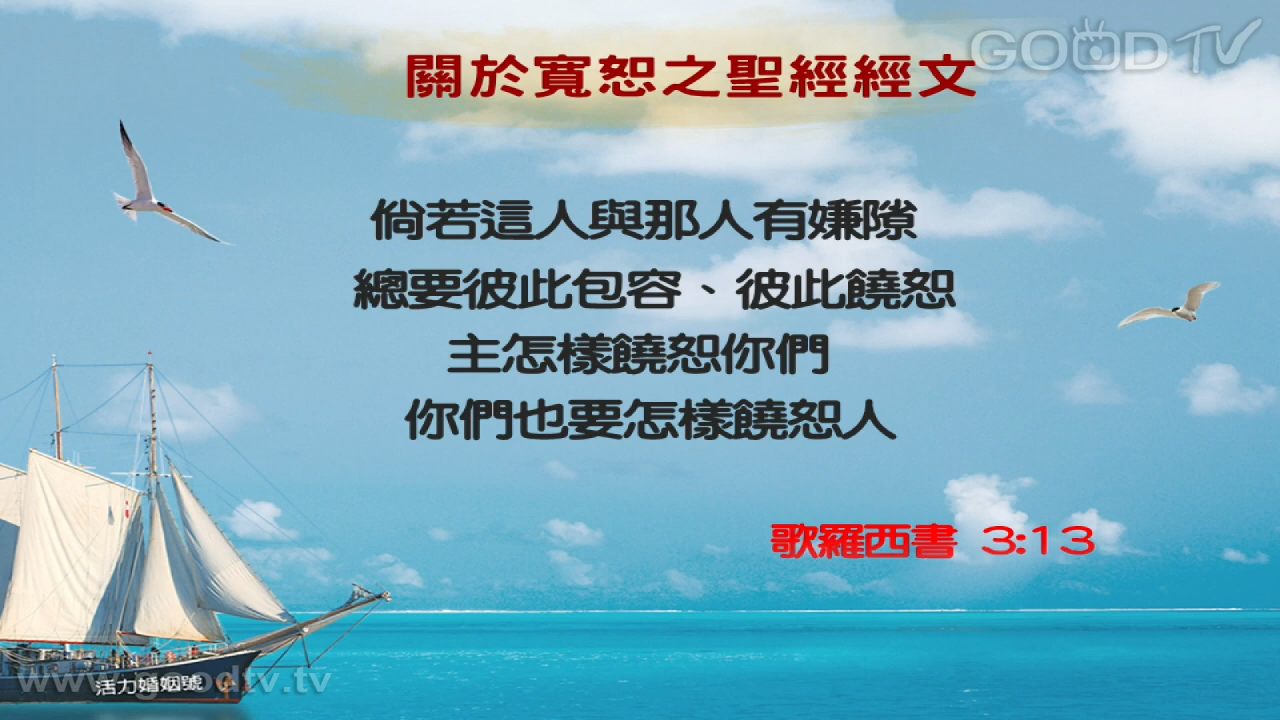 GOOD TV
關於寬恕之聖經經文
倘若這人與那人有嫌隙
總要彼此包容、彼此饒恕
主怎樣饒恕你們
你們也要怎樣饒恕人
歌羅西書 3:13
www.goodtv.tv
活力婚姻號